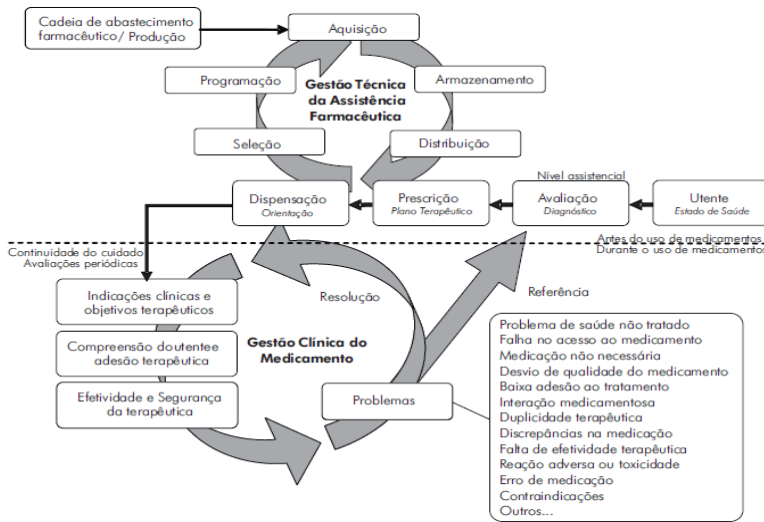 Cadeia de abastecimento
farmacêutico/ Produção
Aquisição
Programação
Gestão Técnica
da Assistência
Farmacêutica
Armazenamento
Seleção
Distribuição
Nível assistencial
Dispensação
Orientação
Prescrição
Plano Terapêutico
Avaliação
Diagnóstico
Utente
Estado de Saúde
Antes do uso de medicamentos
Durante o uso de medicamentos
Continuidade do cuidado
Avaliações periódicas
Indicações clínicas e
objetivos terapêuticos
Resolução
Referência
Gestão Clínica do
Medicamento
Compreensão doutentee
adesão terapêutica
Efetividade e Segurança
da terapêutica
Problemas
Problema de saúde não tratado
Falha no acesso ao medicamento
Medicação não necessária
Desvio de qualidade do medicamento
Baixa adesão ao tratamento
Interação medicamentosa
Duplicidade terapêutica
Discrepâncias na medicação
Falta de efetividade terapêutica
Reação adversa ou toxicidade
Erro de medicação
Contraindicações
Outros...